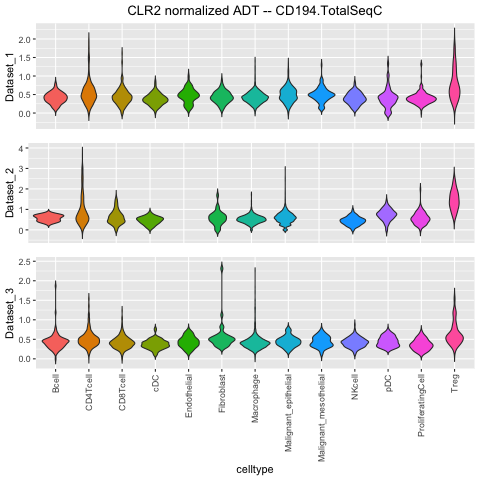 CLR2 normalized ADT -- CD194.TotalSeqC
Dataset_1
2.0
1.5
1.0
0.5
0.0
Dataset_2
4
3
2
1
0
Dataset_3
2.5
2.0
1.5
1.0
0.5
0.0
Bcell
CD4Tcell
CD8Tcell
cDC
Endothelial
Fibroblast
Macrophage
Malignant_epithelial
Malignant_mesothelial
NKcell
pDC
ProliferatingCell
Treg
celltype